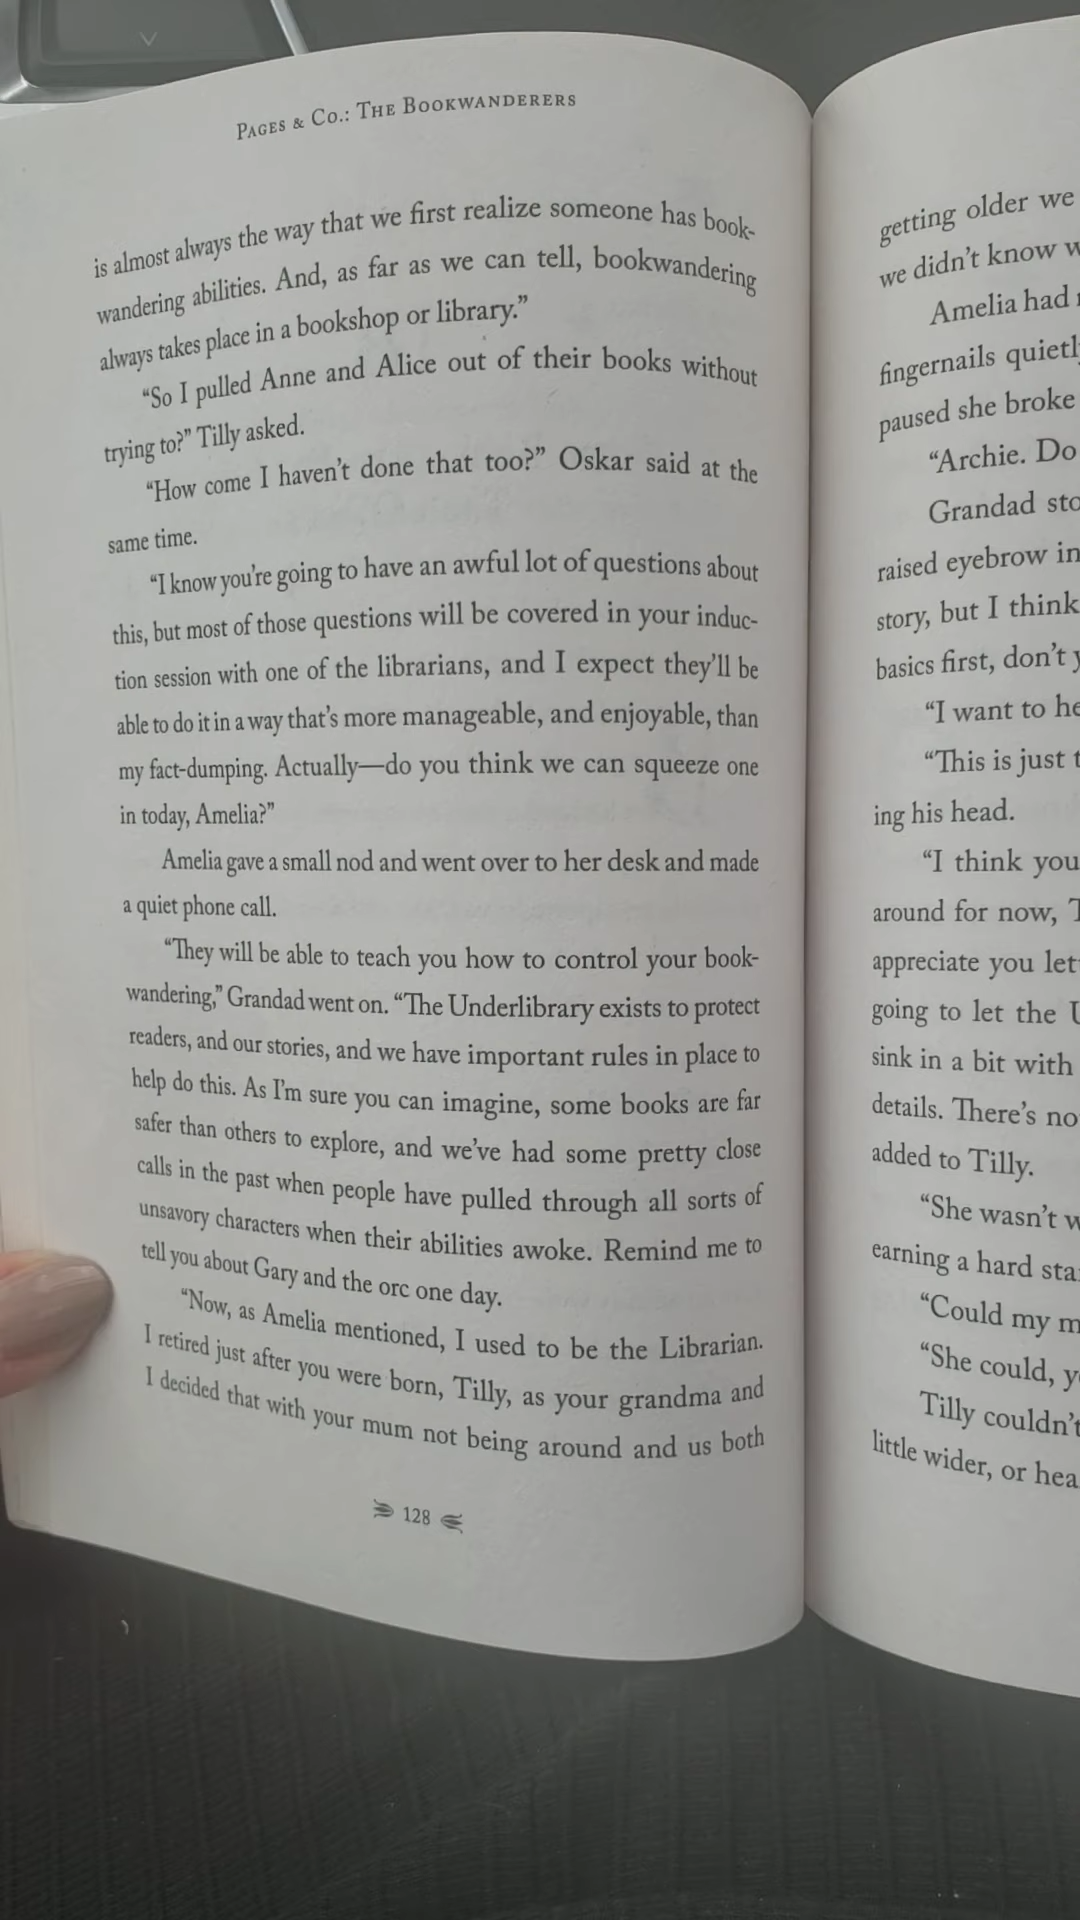 PAGES & CO.: THE BOOKWANDERERS
is almost always the way that we first realize someone has book-
wandering abilities. And, as far as we can tell, bookwandering
always takes place in a bookshop or library.”
“So I pulled Anne and Alice out of their books without
trying to?” Tilly asked.
“How come I haven’t done that too?” Oskar said at the
same time.
“I know you’re going to have an awful lot of questions about
this, but most of those questions will be covered in your induc-
tion session with one of the librarians, and I expect they’ll be
able to do it in a way that’s more manageable, and enjoyable, than
my fact-dumping. Actually—do you think we can squeeze one
in today, Amelia?”
Amelia gave a small nod and went over to her desk and made
a quiet phone call.
“They will be able to teach you how to control your book-
wandering,” Grandad went on. “The Underlibrary exists to protect
readers, and our stories, and we have important rules in place to
help do this. As I’m sure you can imagine, some books are far
safer than others to explore, and we’ve had some pretty close
calls in the past when people have pulled through all sorts of
unsavory characters when their abilities awoke. Remind me to
tell you about Gary and the orc one day.
“Now, as Amelia mentioned, I used to be the Librarian.
I retired just after you were born, Tilly, as your grandma and
I decided that with your mum not being around and us both
128
getting older we
we didn’t know
Amelia had
fingernails
paused she broke
“Archie. Do
Grandad
raised eyebrow in
story, but I think
basics first, don’t
“I want to
“This is just
ing his head.
“I think you
around for now,
appreciate you
going to let the
sink in a bit with
details. There’s
added to Tilly.
“She wasn’t
earning a hard
“Could my
“She could,
Tilly couldn’t
little wider, or